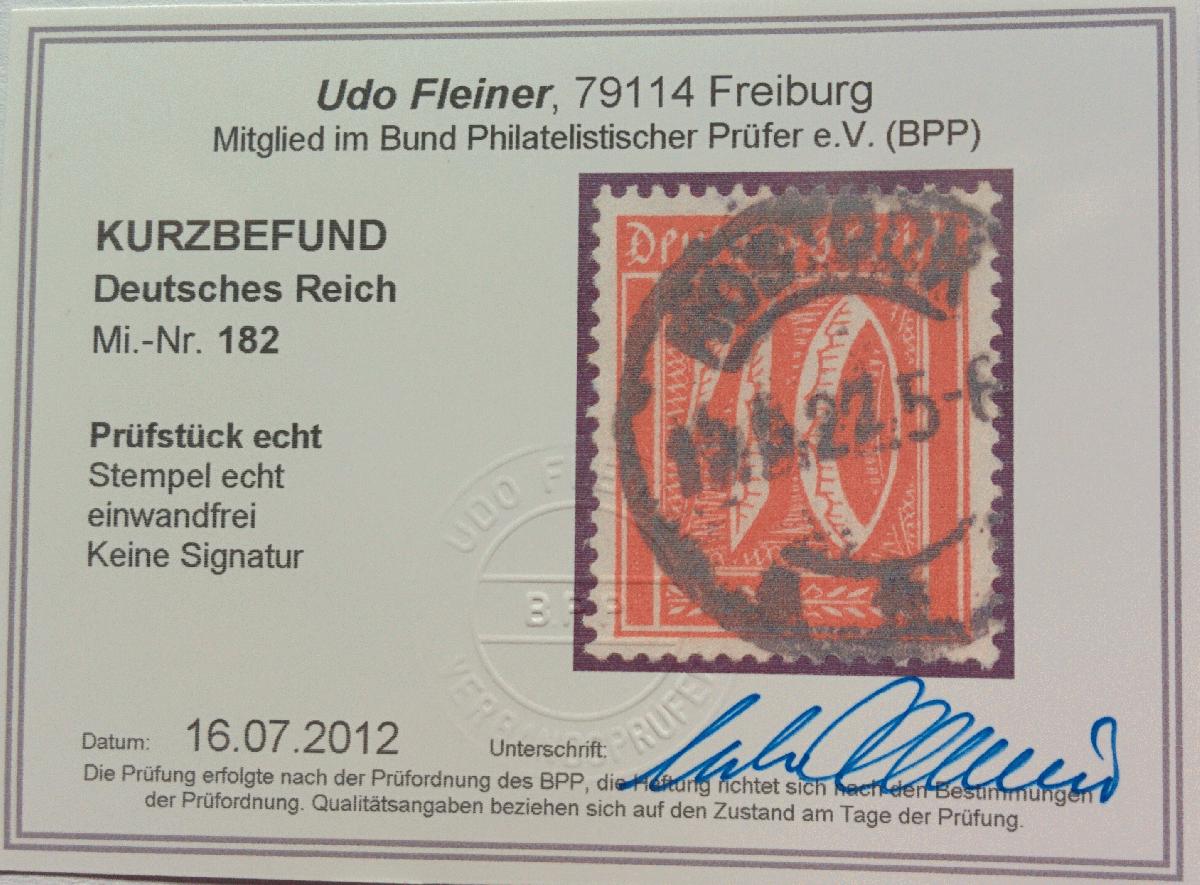 Udo Fleiner, 79114 Freiburg
Mitglied im Bund Philatelistischer Prüfer e.V. (BPP)
KURZBEFUND
Deutsches Reich
Mi.-Nr. 182
Prüfstück echt
Stempel echt
einwandfrei
Keine Signatur
UDO
BPP
Datum: 16.07.2012
Unterschrift:
Die Prüfung erfolgte nach der Prüfordnung des BPP, die Haftung richtet sich nach den Bestimmungen
der Prüfordnung. Qualitätsangaben beziehen sich auf den Zustand am Tage der Prüfung.